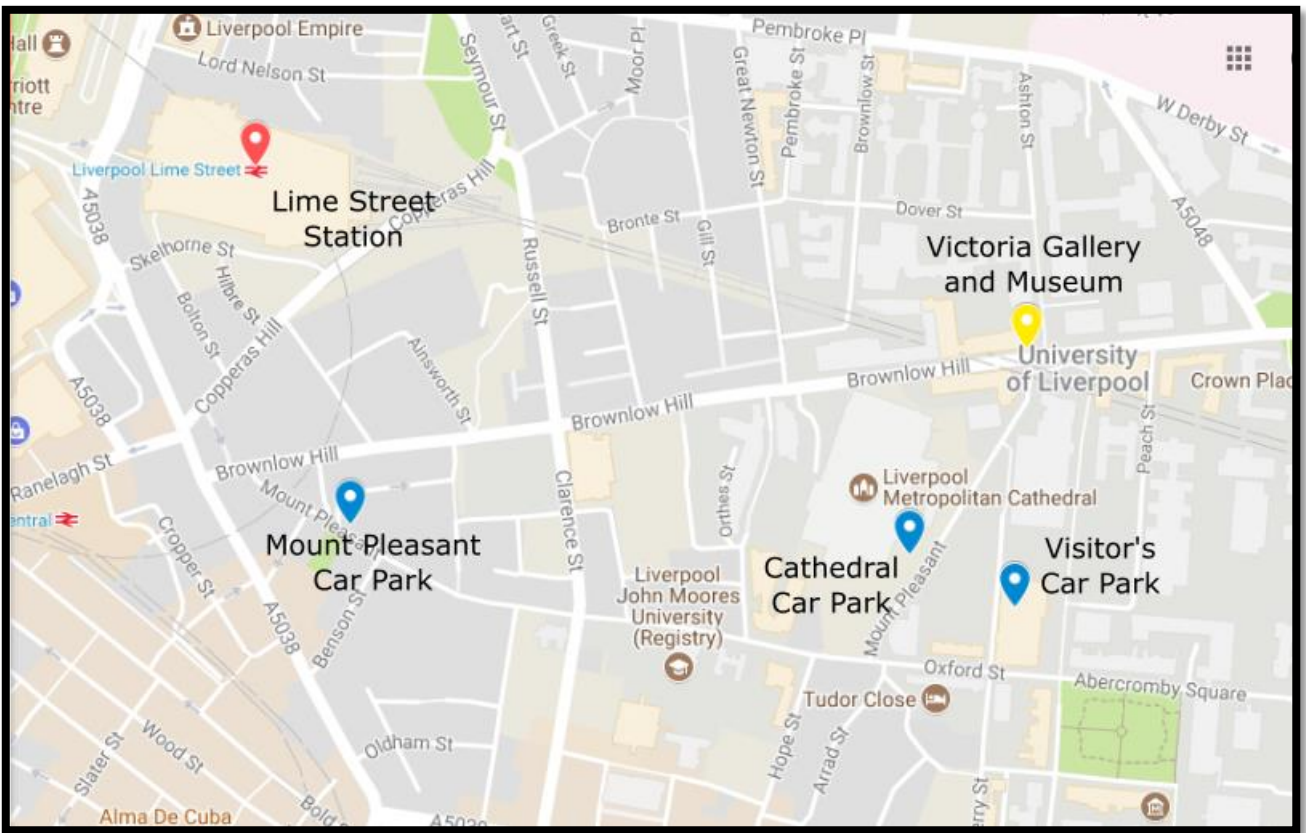 Liverpool Empire
Pembroke Pl
Lord Nelson St
Seymour St
Greek St
Moor Pl
Great Newton St
Pembroke St
Brownlow St
Ashton St
W Derby St
Liverpool Lime Street
Lime Street
Station
Copperas Hill
A5038
Skelhorne St
Hilbre St
Bolton St
Copperas Hill
Russell St
Bronte St
Gill St
Dover St
A5048
Victoria Gallery
and Museum
University
of Liverpool
Crown Plac
Ainsworth St
Brownlow Hill
Brownlow Hill
Brownlow Hill
A5038
Ranelagh St
Mount Pleasant
Mount Pleasant
Car Park
Cropper St
Benson St
A5038
Clarence St
Orthes St
Peach St
Liverpool
Metropolitan Cathedral
Cathedral
Car Park
Mount Pleasant
Visitor's
Car Park
Liverpool
John Moores
University
(Registry)
Oxford St
Abercromby Square
Tudor Close
Hope St
Arrad St
Oldham St
Wood St
Slater St
Bold
Alma De Cuba